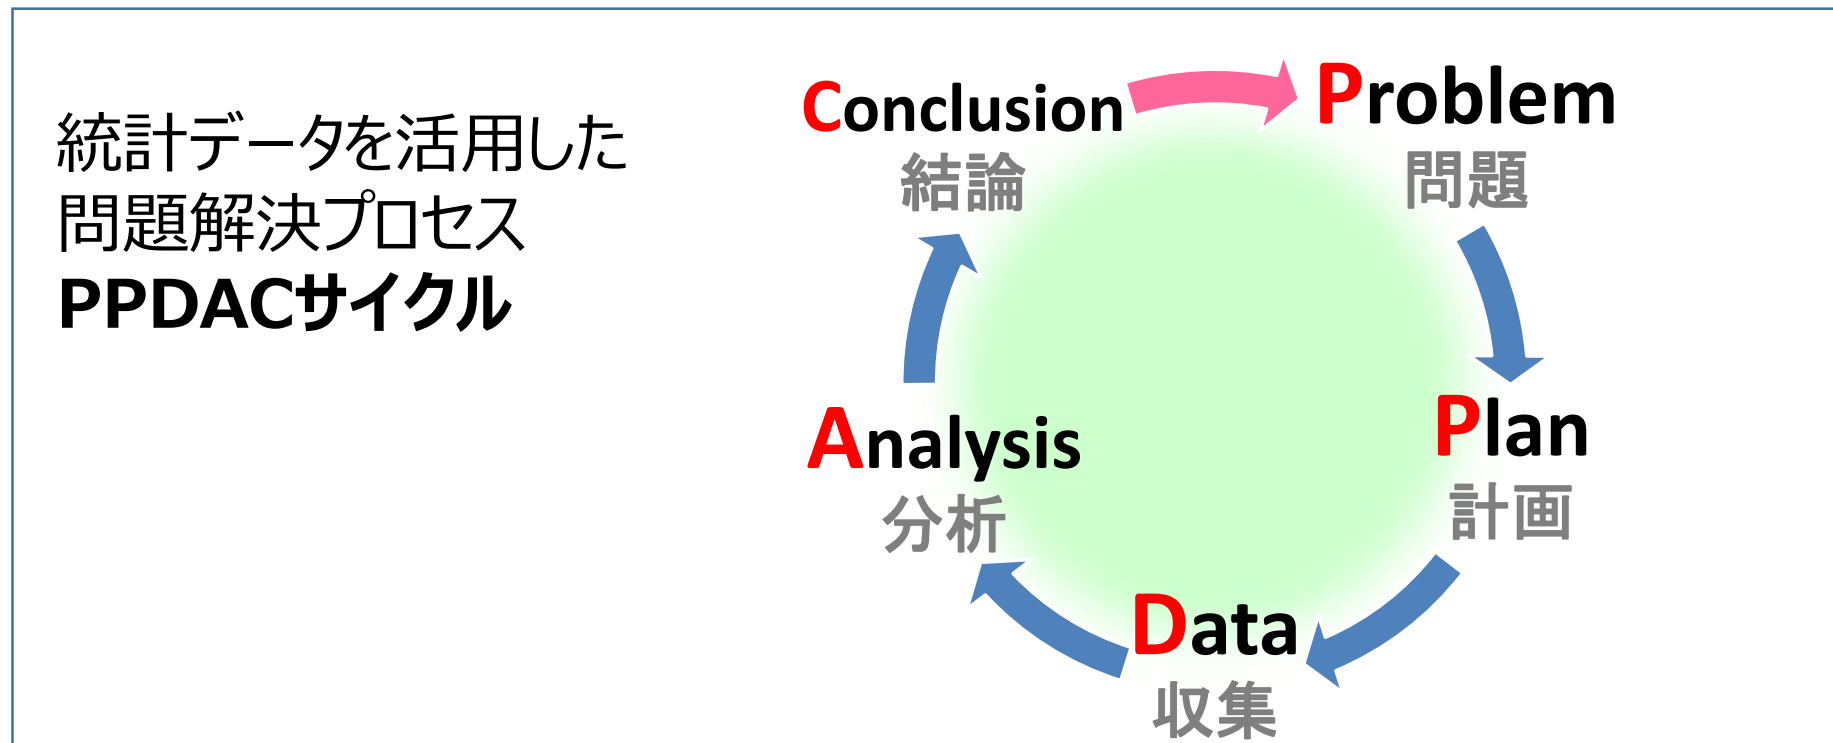 統計データを活用した
問題解決プロセス
PPDACサイクル
Problem
問題
Plan
計画
Data
収集
Analysis
分析
Conclusion
結論